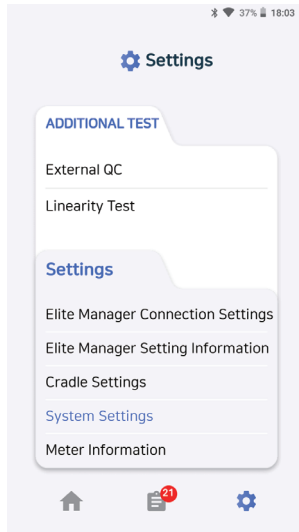 37% 18:03
Settings
ADDITIONAL TEST
External QC
Linearity Test
Settings
Elite Manager Connection Settings
Elite Manager Setting Information
Cradle Settings
System Settings
Meter Information
21